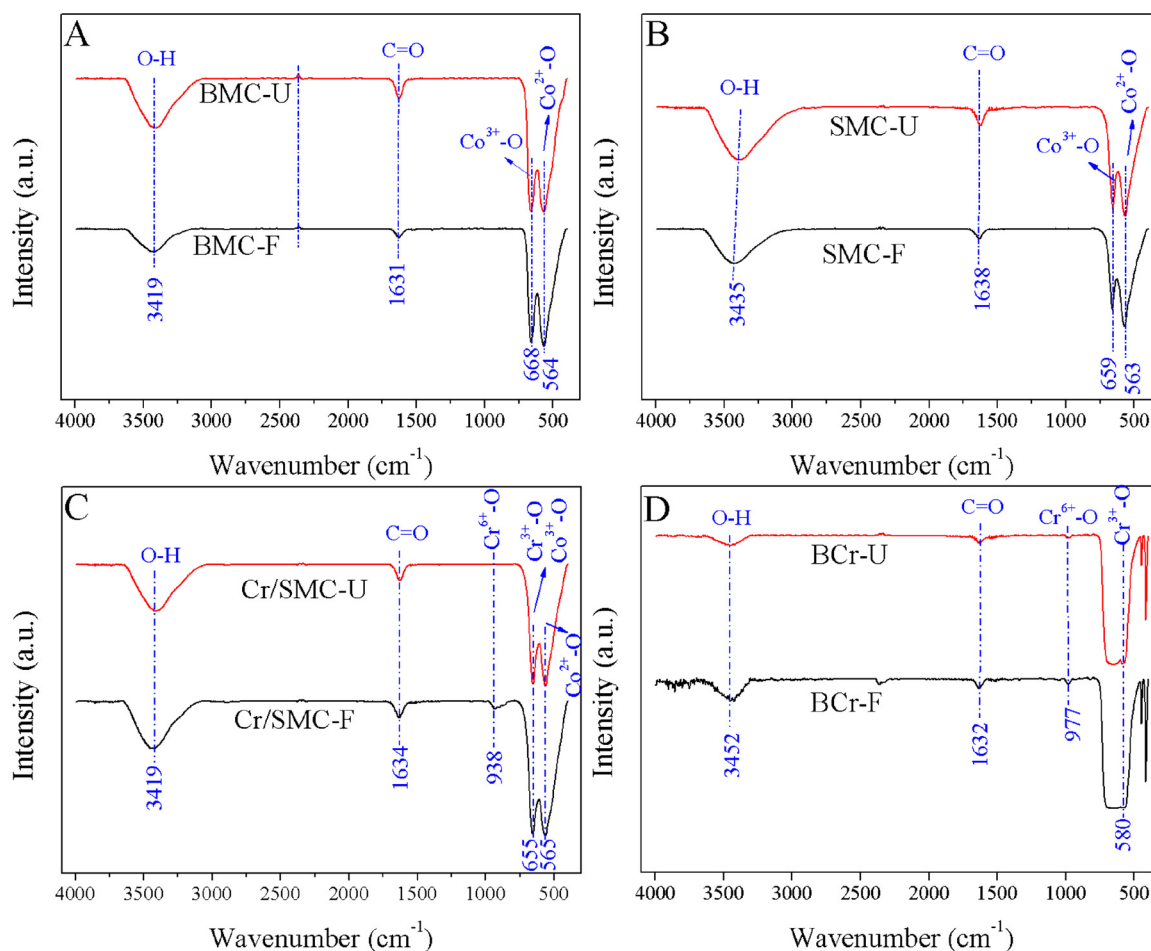 A
O-H
C=O
BMC-U
Co³⁺-O
Co²⁺-O
BMC-F
3419
1631
668
564
Intensity (a.u.)
4000 3500 3000 2500 2000 1500 1000 500
Wavenumber (cm⁻¹)
B
O-H
C=O
SMC-U
Co³⁺-O
Co²⁺-O
SMC-F
3435
1638
659
563
Intensity (a.u.)
4000 3500 3000 2500 2000 1500 1000 500
Wavenumber (cm⁻¹)
C
O-H
C=O
Cr⁶⁺-O
Cr³⁺-O
Co³⁺-O
Co²⁺-O
Cr/SMC-U
Cr/SMC-F
3419
1634
938
655
565
Intensity (a.u.)
4000 3500 3000 2500 2000 1500 1000 500
Wavenumber (cm⁻¹)
D
O-H
C=O
Cr⁶⁺-O
Cr³⁺-O
BCr-U
BCr-F
3452
1632
977
580
Intensity (a.u.)
4000 3500 3000 2500 2000 1500 1000 500
Wavenumber (cm⁻¹)